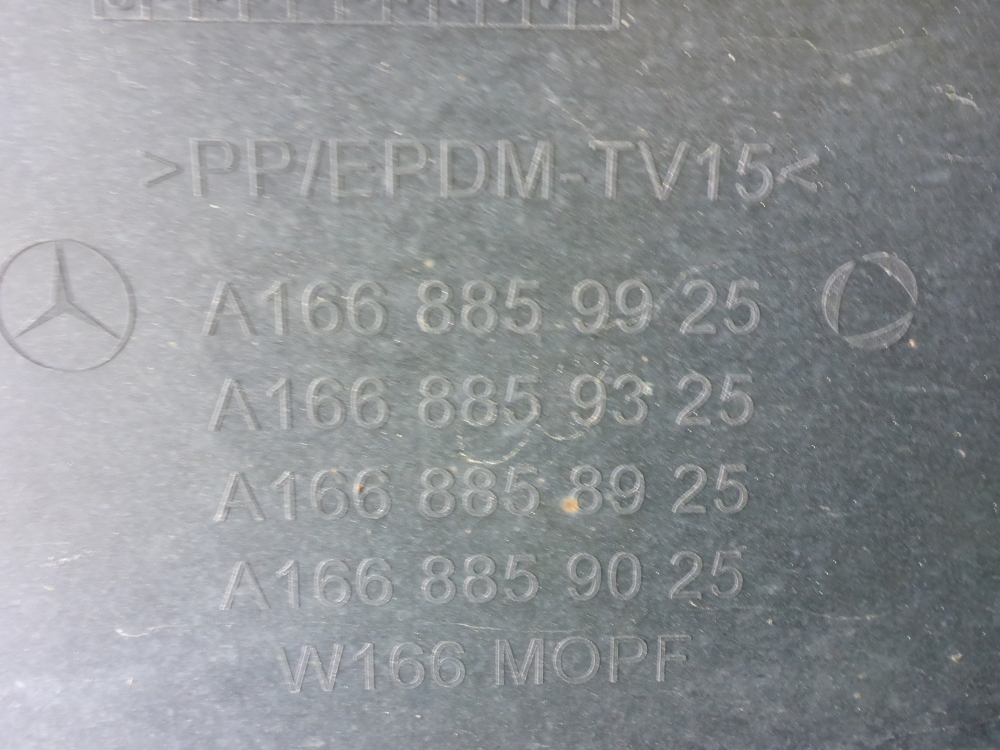 >PP/EPDM-TV15<
A166 885 99 25
A166 885 93 25
A166 885 89 25
A166 885 90 25
W166 MOPF